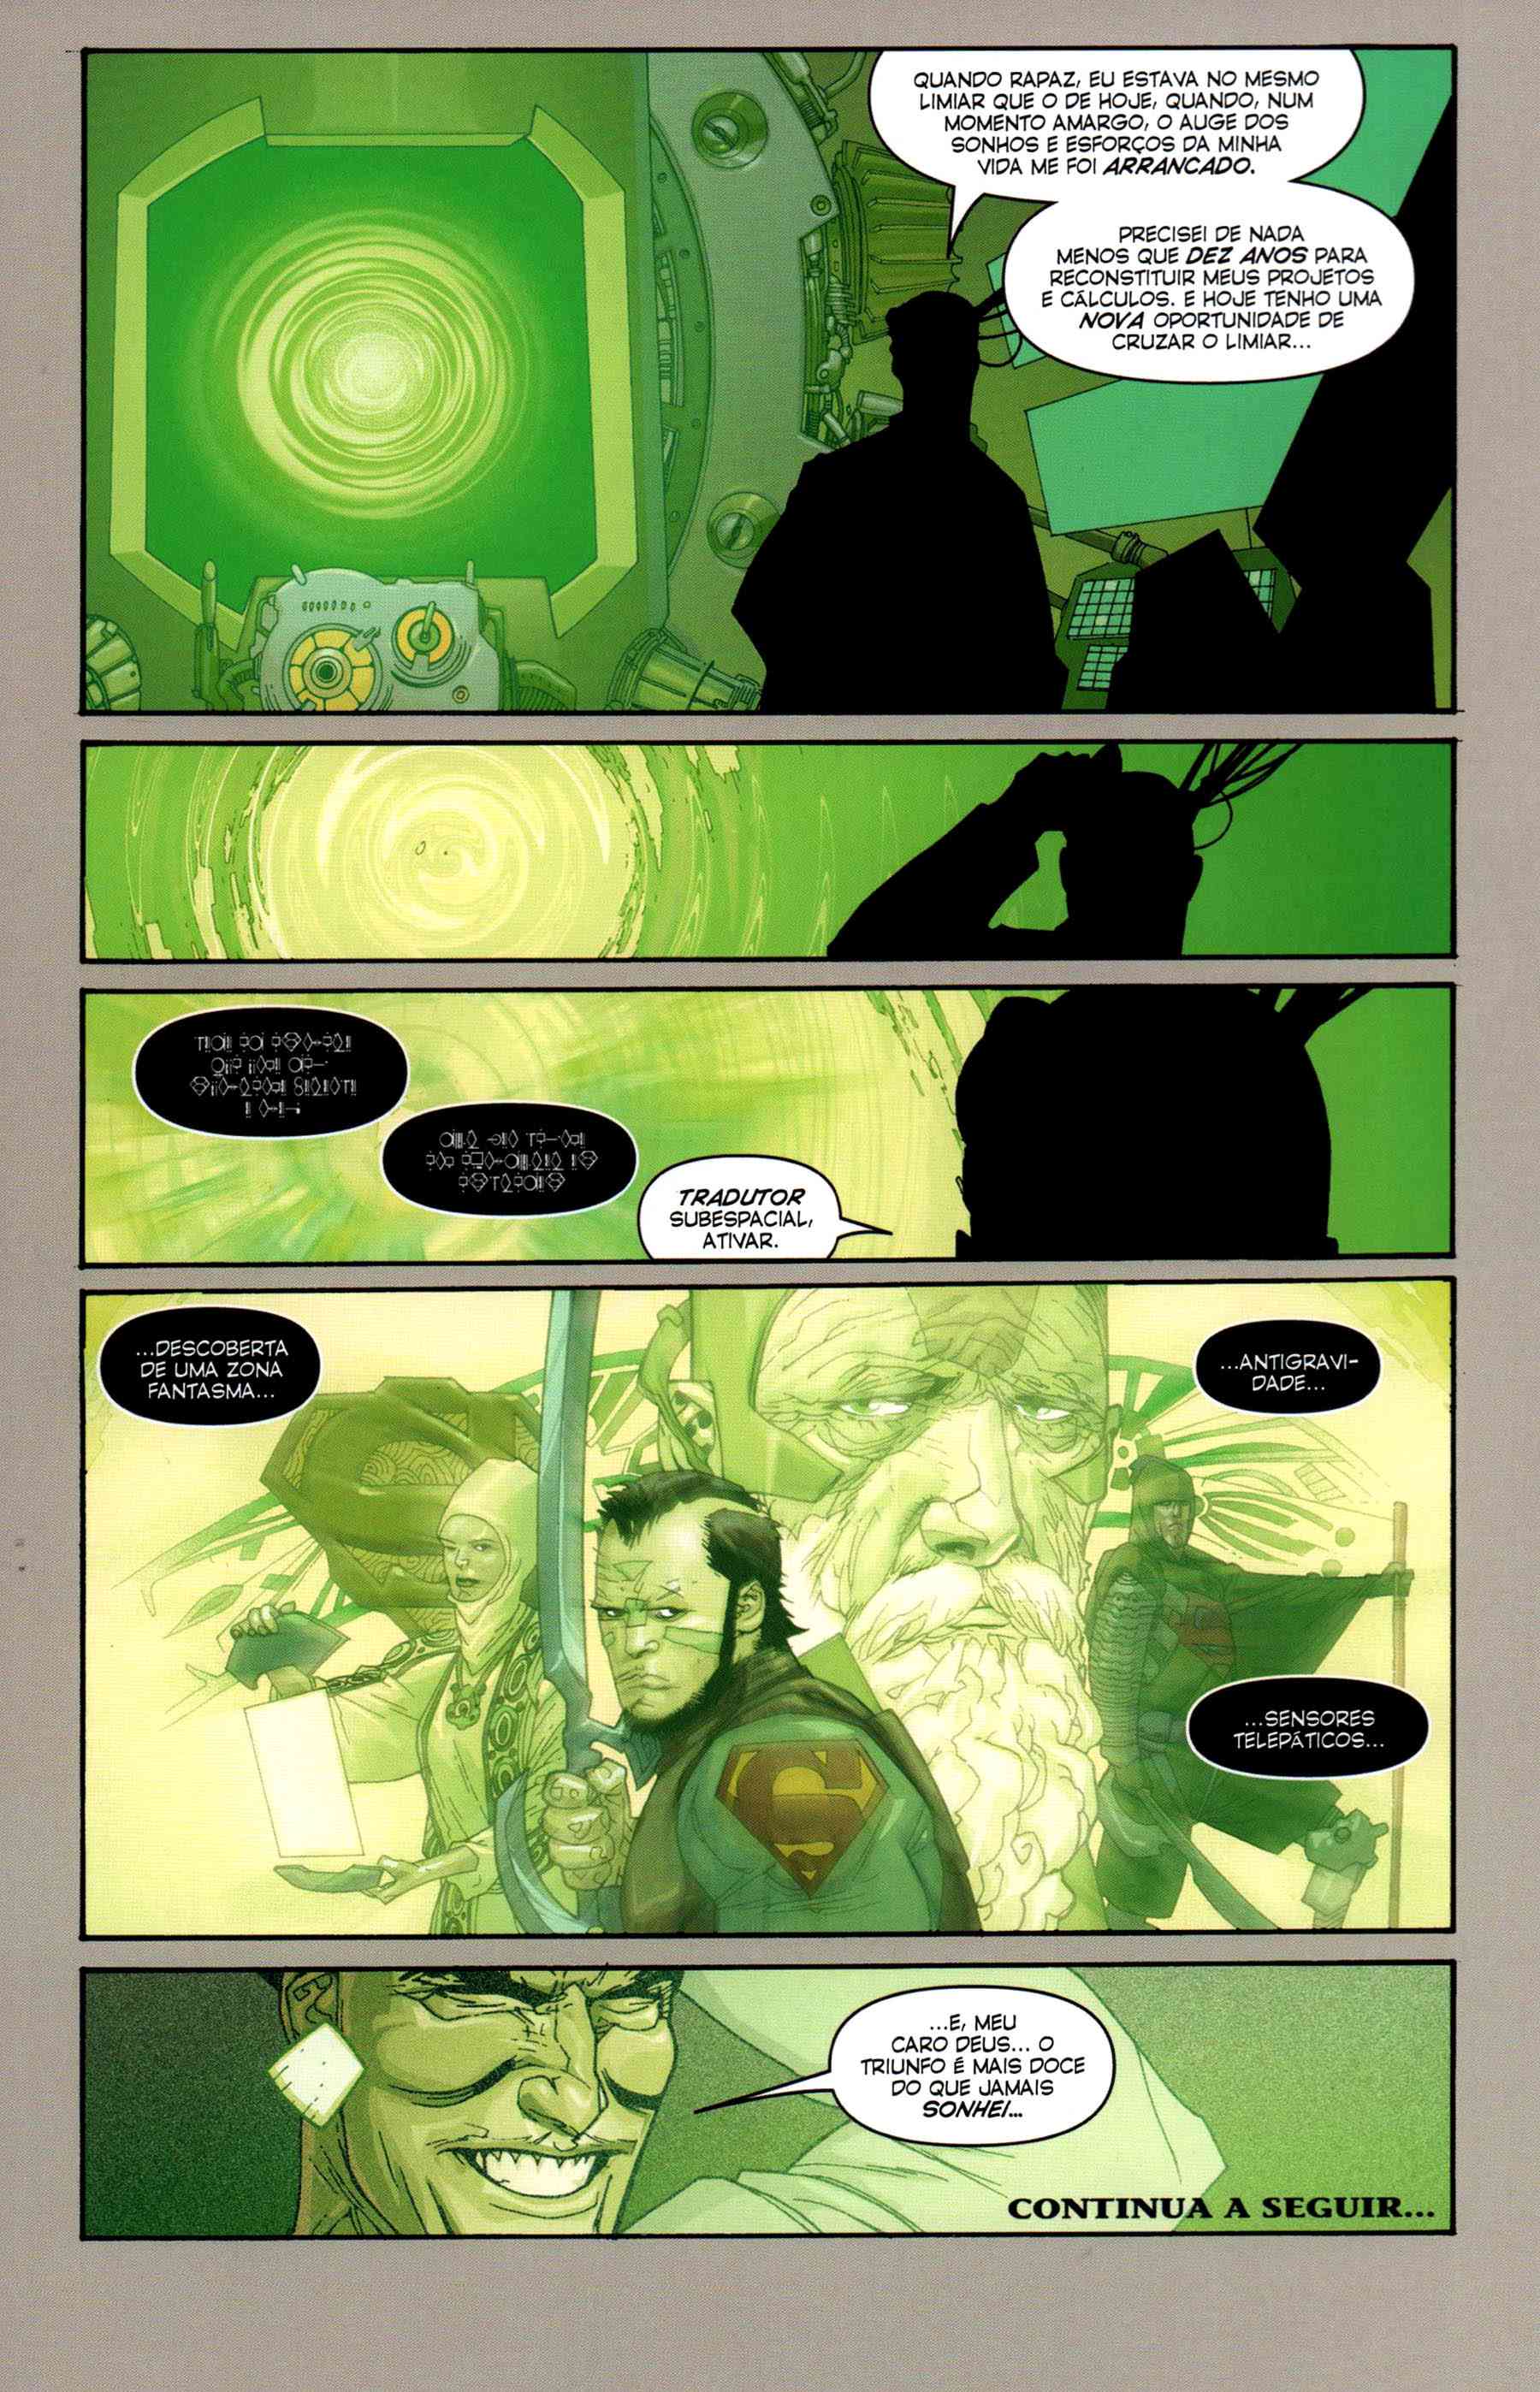 QUANDO RAPAZ, EU ESTAVA NO MESMO
LIMIAR QUE O DE HOJE, QUANDO, NUM
MOMENTO AMARGO, O AUGE DOS
SONHOS E ESFORÇOS DA MINHA
VIDA ME FOI ARRANCADO.
PRECISEI DE NADA
MENOS QUE DEZ ANOS PARA
RECONSTITUIR MEUS PROJETOS
E CÁLCULOS. E HOJE TENHO UMA
NOVA OPORTUNIDADE DE
CRUZAR O LIMIAR...
TRADUTOR
SUBESPACIAL,
ATIVAR.
...DESCOBERTA
DE UMA ZONA
FANTASMA...
...ANTIGRAVI-
DADE...
...SENSORES
TELEPÁTICOS...
...E, MEU
CARO DEUS... O
TRIUNFO É MAIS DOCE
DO QUE JAMAIS
SONHEI...
CONTINUA A SEGUIR...